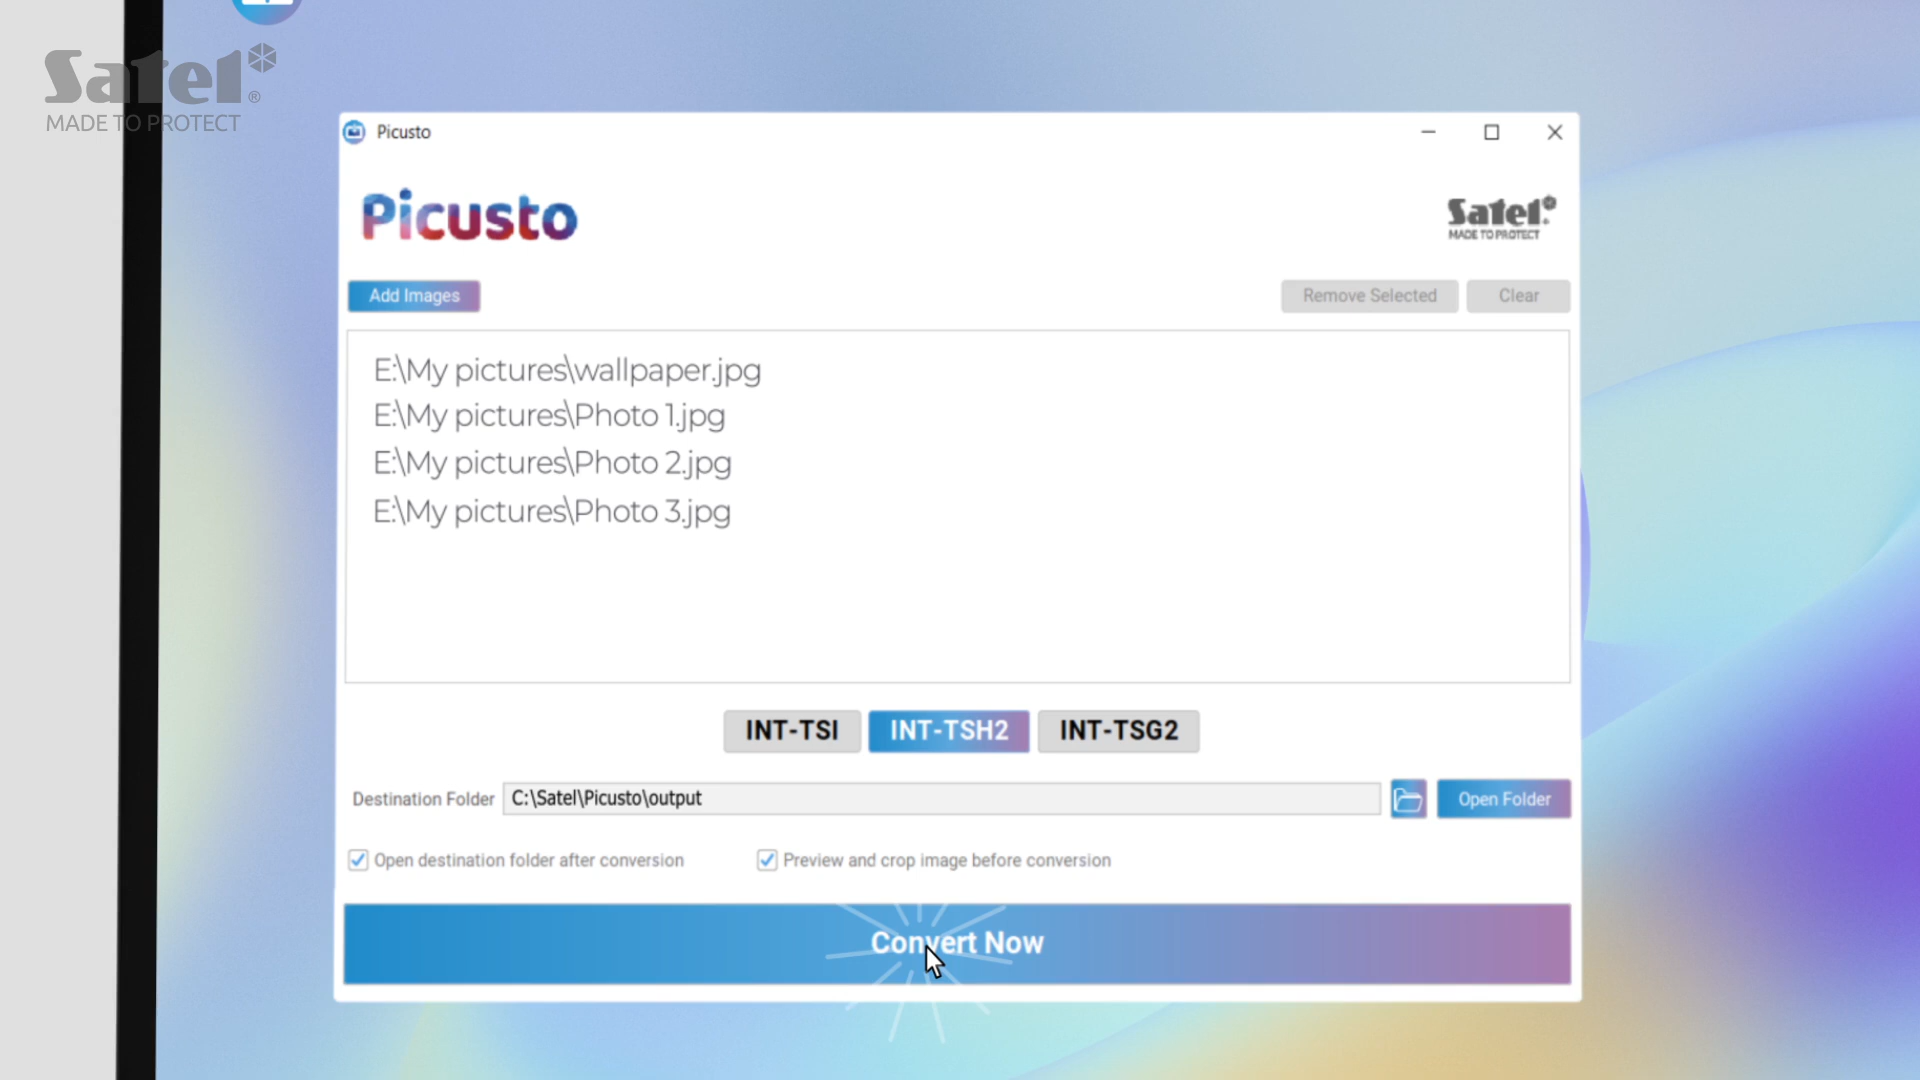 Satel®
MADE TO PROTECT
Picusto
Picusto
Satel®
MADE TO PROTECT
Add Images
Remove Selected
Clear
E:\My pictures\wallpaper.jpg
E:\My pictures\Photo 1.jpg
E:\My pictures\Photo 2.jpg
E:\My pictures\Photo 3.jpg
INT-TSI
INT-TSH2
INT-TSG2
Destination Folder
C:\Satel\Picusto\output
Open Folder
Open destination folder after conversion
Preview and crop image before conversion
Convert Now